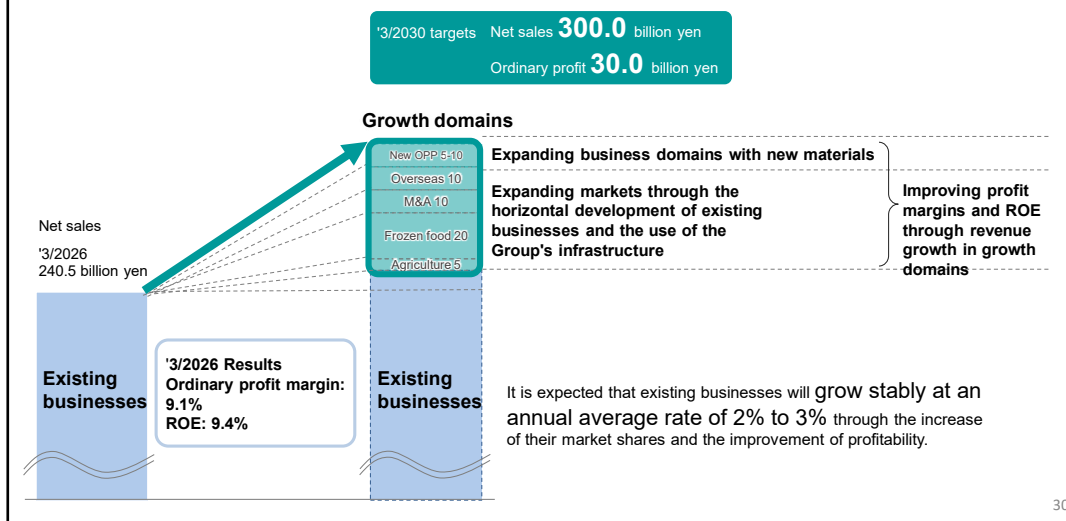 '3/2030 targets Net sales 300.0 billion yen
Ordinary profit 30.0 billion yen
Growth domains
New OPP 5-10
Overseas 10
M&A 10
Frozen food 20
Agriculture 5
Expanding business domains with new materials
Expanding markets through the
horizontal development of existing
businesses and the use of the
Group's infrastructure
Improving profit
margins and ROE
through revenue
growth in growth
domains
Net sales
'3/2026
240.5 billion yen
Existing
businesses
'3/2026 Results
Ordinary profit margin:
9.1%
ROE: 9.4%
Existing
businesses
It is expected that existing businesses will grow stably at an
annual average rate of 2% to 3% through the increase
of their market shares and the improvement of profitability.
30